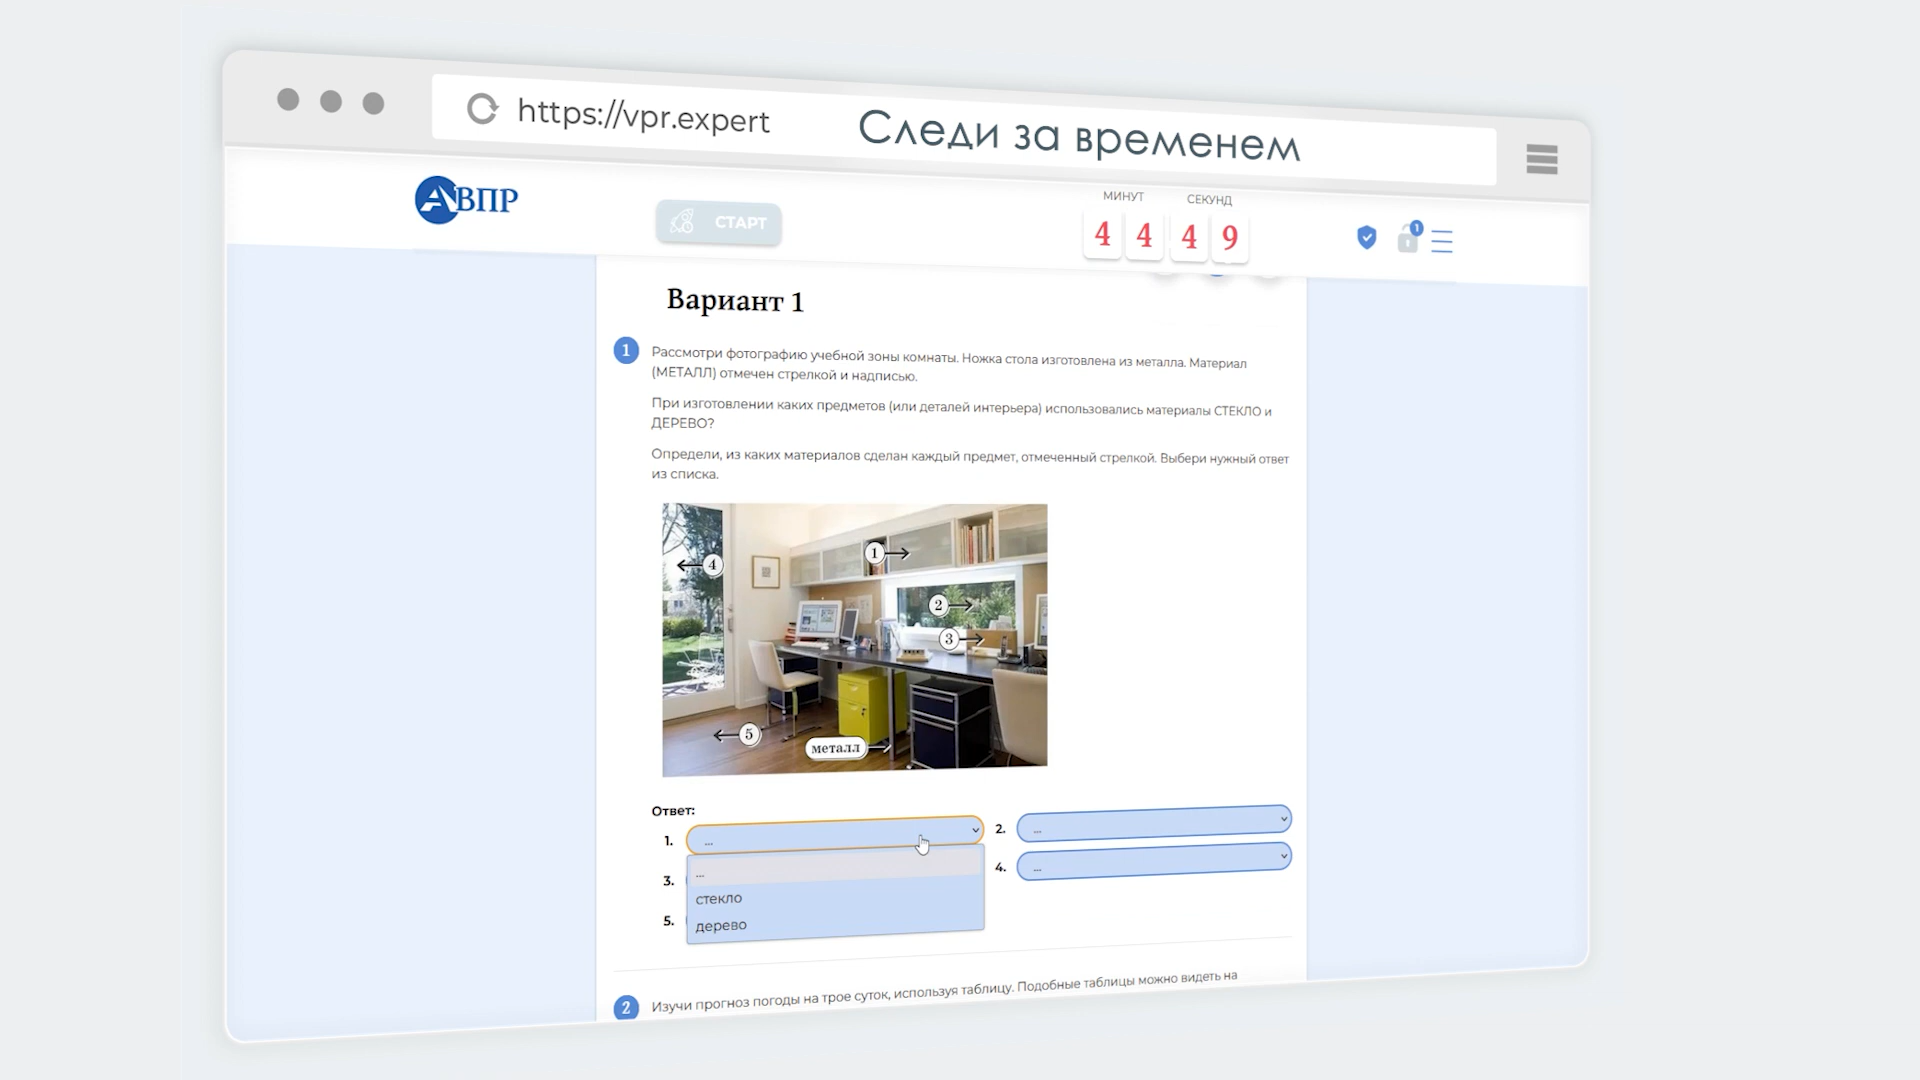 https://vpr.expert
Следи за временем
АВПР
СТАРТ
МИНУТ
СЕКУНД
4 4 4 9
1
Вариант 1
1
Рассмотри фотографию учебной зоны комнаты. Ножка стола изготовлена из металла. Материал
(МЕТАЛЛ) отмечен стрелкой и надписью.
При изготовлении каких предметов (или деталей интерьера) использовались материалы СТЕКЛО и
ДЕРЕВО?
Определи, из каких материалов сделан каждый предмет, отмеченный стрелкой. Выбери нужный ответ
из списка.
1
4
2
3
5
металл
Ответ:
1. ...
2. ...
...
3.
4. ...
стекло
5.
дерево
2
Изучи прогноз погоды на трое суток, используя таблицу. Подобные таблицы можно видеть на